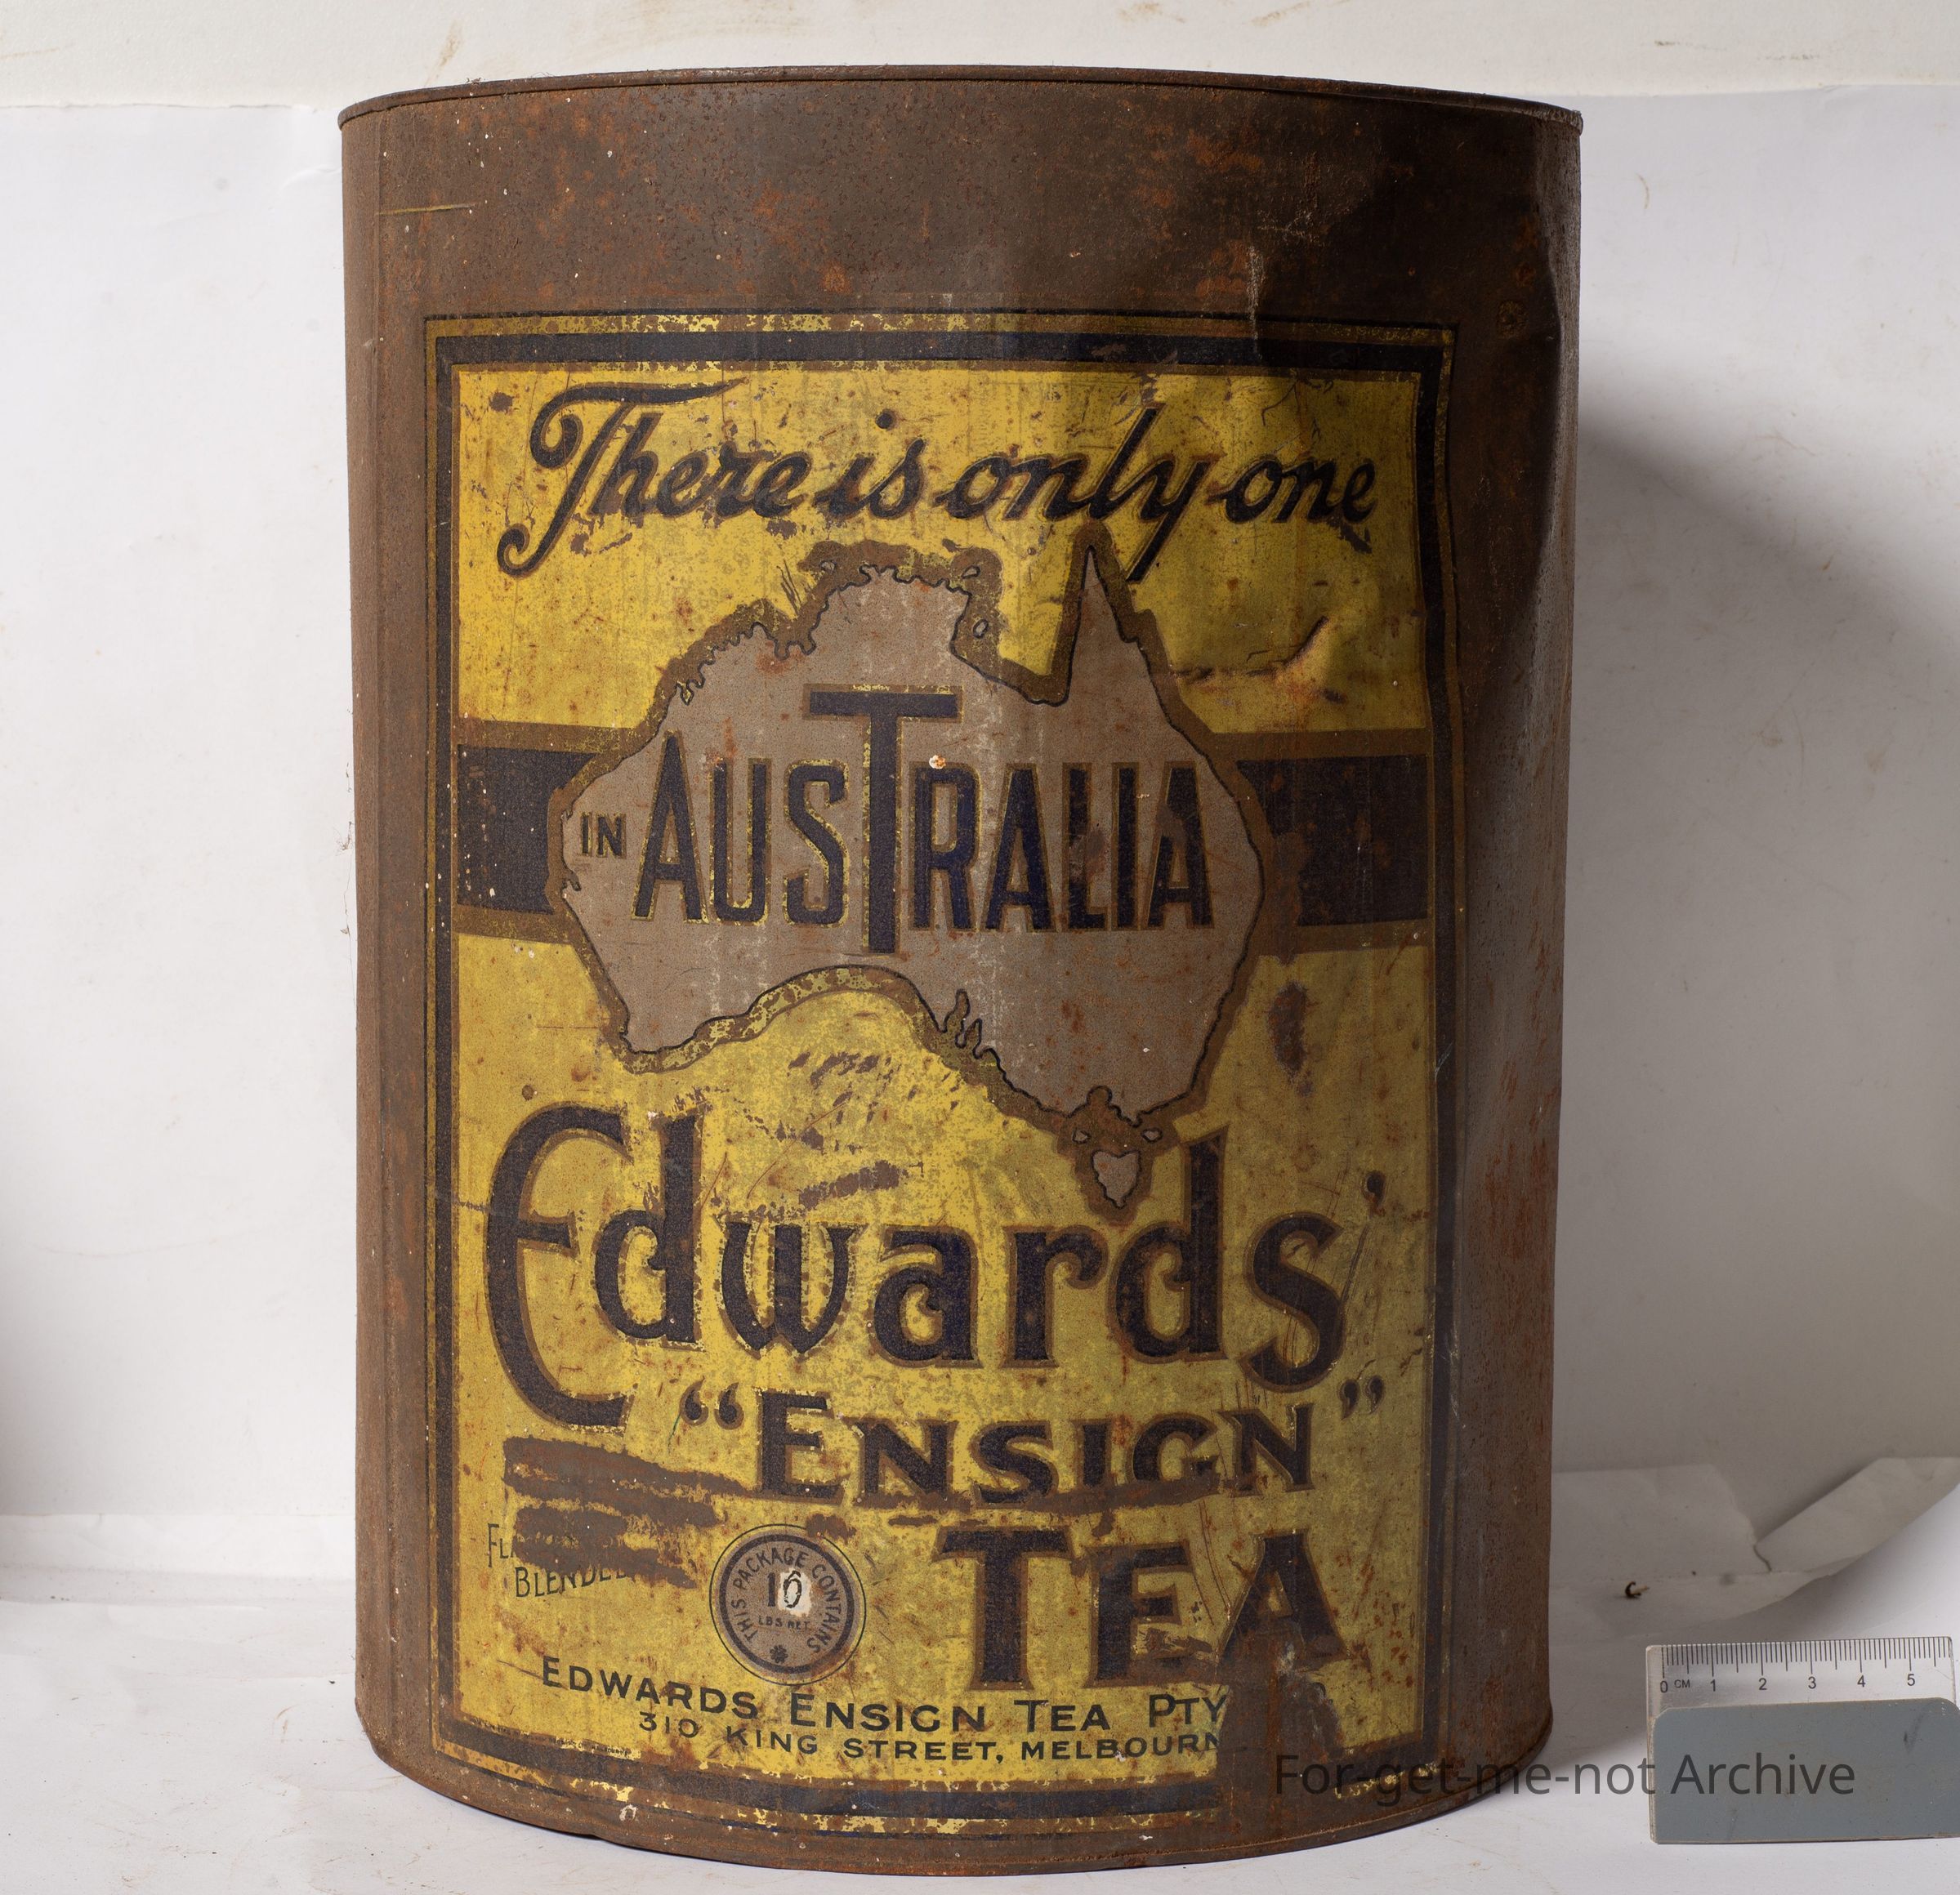 There is only one
IN AUSTRALIA
Edwards'
“ENSIGN”
TEA
BLENDED
THIS PACKAGE CONTAINS
LBS NET
EDWARDS ENSIGN TEA PTY
310 KING STREET, MELBOURN
For-get-me-not Archive
0 CM 1 2 3 4 5